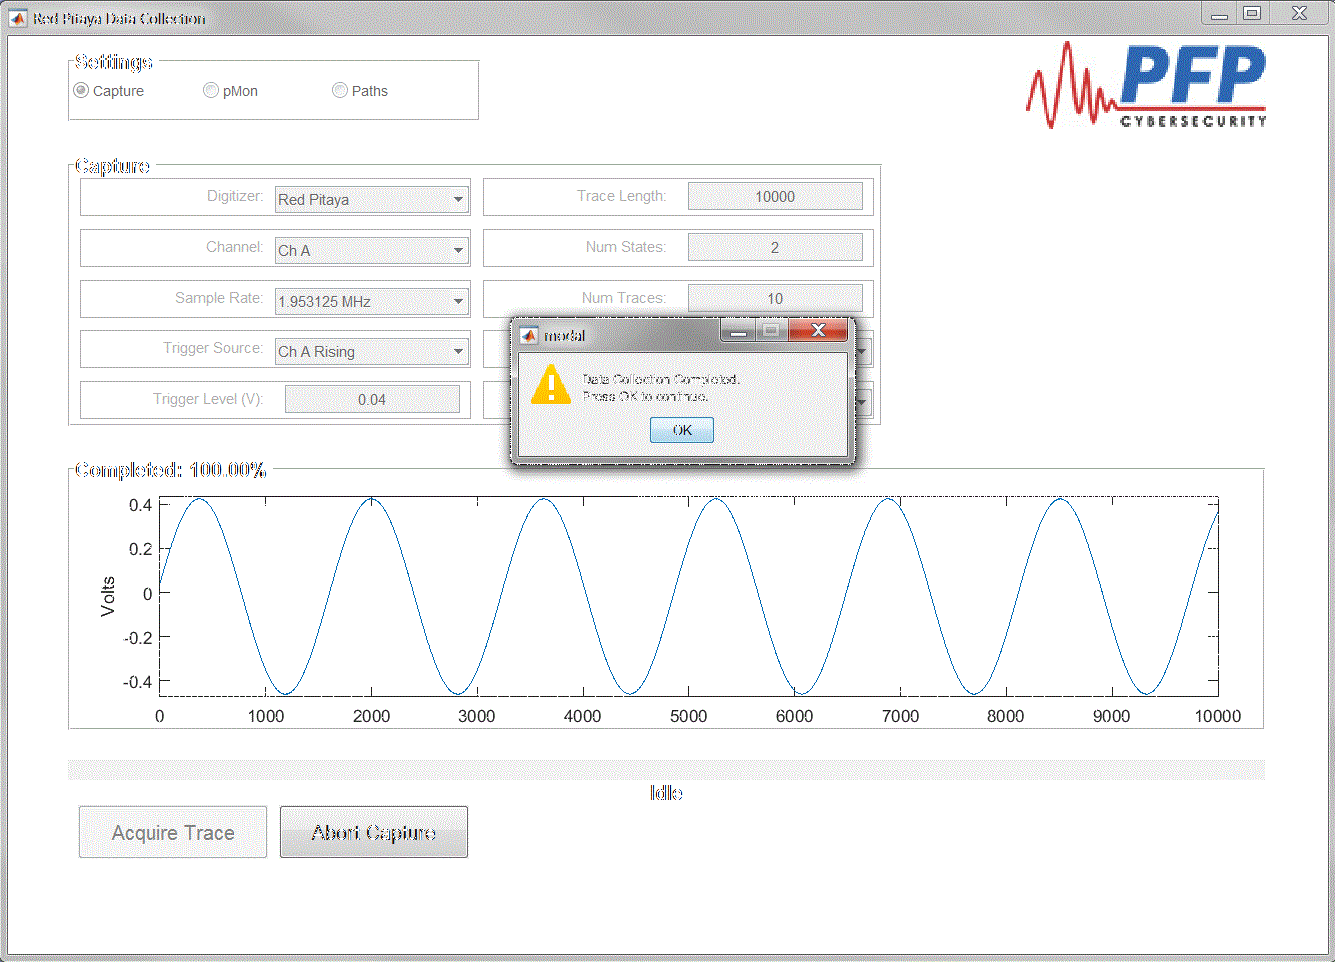 Red Pitaya Data Collection
Settings
Capture pMon Paths
PFP
CYBERSECURITY
Capture
Digitizer: Red Pitaya Trace Length: 10000
Channel: Ch A Num States: 2
Sample Rate: 1.953125 MHz Num Traces: 10
Trigger Source: Ch A Rising
Trigger Level (V): 0.04
modal
Data Collection Completed.
Press OK to continue.
OK
Completed: 100.00%
Volts
0.4
0.2
0
-0.2
-0.4
0 1000 2000 3000 4000 5000 6000 7000 8000 9000 10000
Idle
Acquire Trace Abort Capture